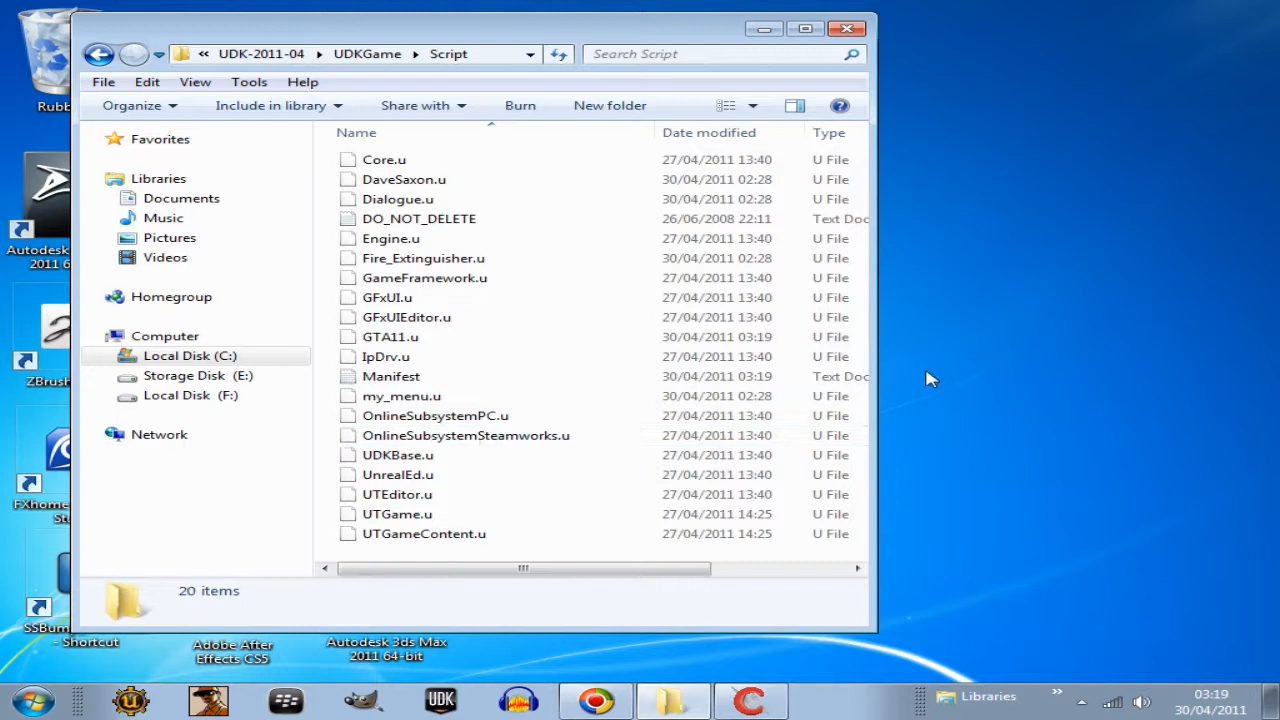 UDK-2011-04 UDKGame Script Search Script
File Edit View Tools Help
Organize Include in library Share with Burn New folder
Favorites
Libraries
Documents
Music
Pictures
Videos
Homegroup
Computer
Local Disk (C:)
Storage Disk (E:)
Local Disk (F:)
Network
Name Date modified Type
Core.u 27/04/2011 13:40 U File
DaveSaxon.u 30/04/2011 02:28 U File
Dialogue.u 30/04/2011 02:28 U File
DO_NOT_DELETE 26/06/2008 22:11 Text Doc
Engine.u 27/04/2011 13:40 U File
Fire_Extinguisher.u 30/04/2011 02:28 U File
GameFramework.u 27/04/2011 13:40 U File
GFxUI.u 27/04/2011 13:40 U File
GFxUIEditor.u 27/04/2011 13:40 U File
GTA11.u 30/04/2011 03:19 U File
IpDrv.u 27/04/2011 13:40 U File
Manifest 30/04/2011 03:19 Text Doc
my_menu.u 30/04/2011 02:28 U File
OnlineSubsystemPC.u 27/04/2011 13:40 U File
OnlineSubsystemSteamworks.u 27/04/2011 13:40 U File
UDKBase.u 27/04/2011 13:40 U File
UnrealEd.u 27/04/2011 13:40 U File
UTEditor.u 27/04/2011 13:40 U File
UTGame.u 27/04/2011 14:25 U File
UTGameContent.u 27/04/2011 14:25 U File
20 items
Rubb
Autodesk
2011 6
ZBrush
FXhome
Stu
SSBum
- Shortcut
Adobe After
Effects CS5
Autodesk 3ds Max
2011 64-bit
UDK
Libraries
03:19
30/04/2011